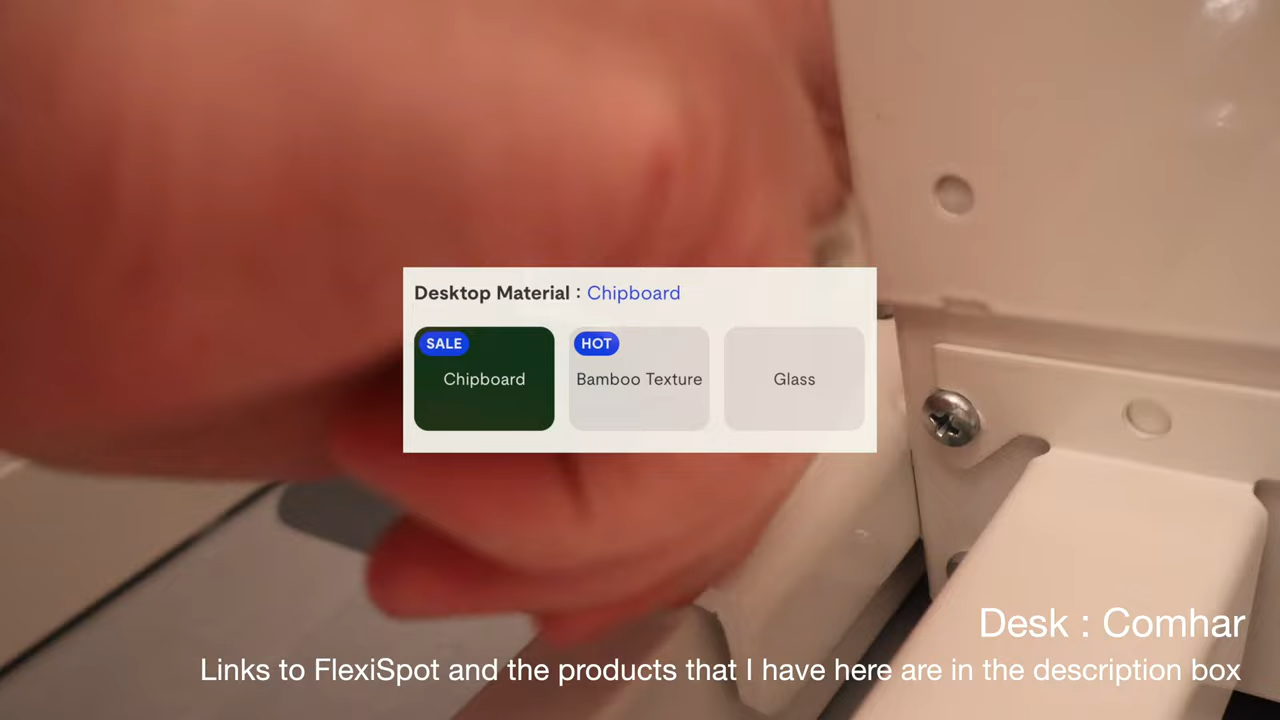 Desktop Material : Chipboard
SALE
Chipboard
HOT
Bamboo Texture
Glass
Desk : Comhar
Links to FlexiSpot and the products that I have here are in the description box